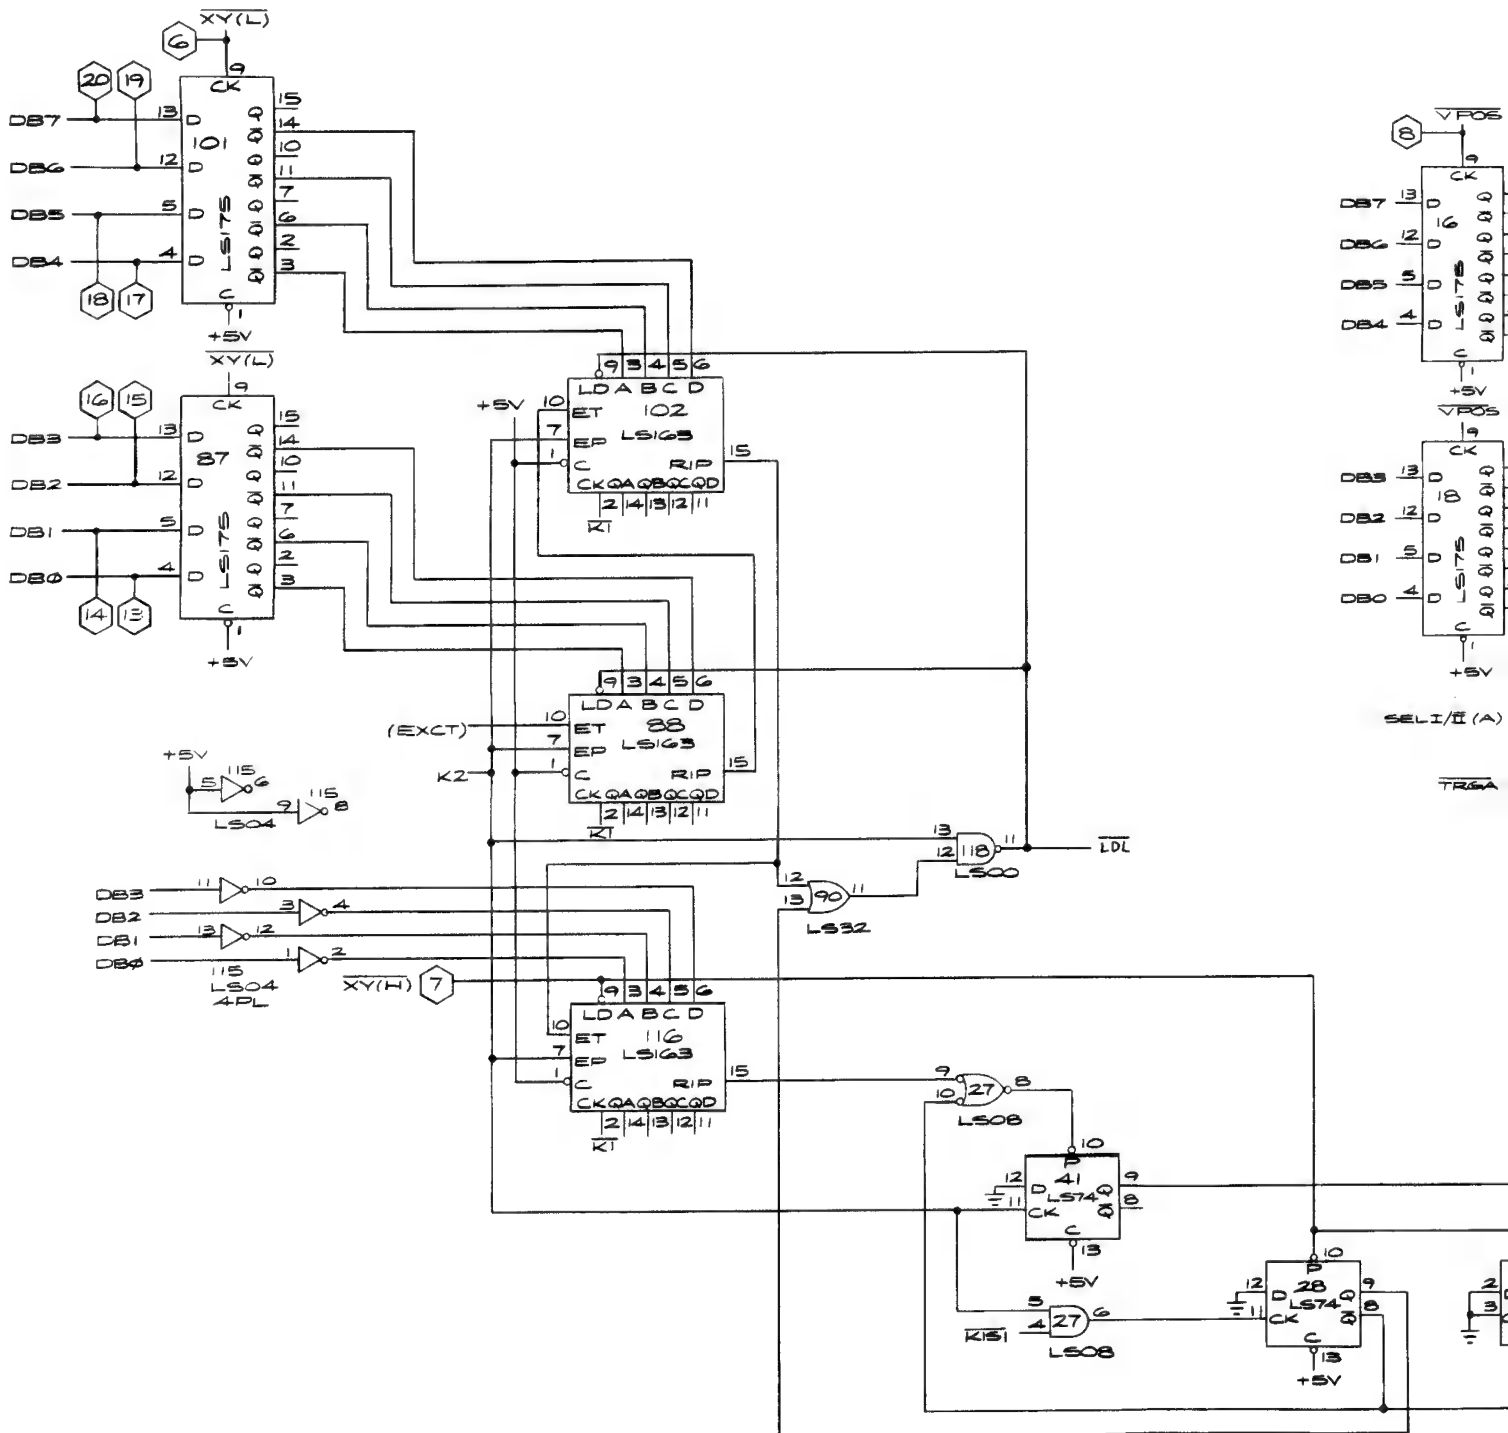 XY(L)
6
9
CK
20
19
DB7
13
D
101
Q
15
Q
14
DB6
12
D
Q
10
Q
11
DB5
5
D
Q
7
Q
6
DB4
4
D
LS175
Q
2
Q
3
18
17
C
1
+5V
XY(L)
9
CK
16
15
DB3
13
D
87
Q
15
Q
14
DB2
12
D
Q
10
Q
11
DB1
5
D
Q
7
Q
6
DB0
4
D
LS175
Q
2
Q
3
14
13
C
1
+5V
VPOS
8
9
CK
DB7
13
D
16
DB6
12
D
DB5
5
D
DB4
4
D
LS175
Q
Q
Q
Q
Q
Q
Q
Q
C
1
+5V
VPOS
9
CK
DB3
13
D
18
DB2
12
D
DB1
5
D
DB0
4
D
LS175
Q
Q
Q
Q
Q
Q
Q
Q
C
1
+5V
SEL I/II (A)
TRGA
+5V
9 3 4 5 6
LD A B C D
10
ET
102
7
EP
LS163
1
C
RIP
15
CK QA QB QC QD
2 14 13 12 11
K1
9 3 4 5 6
LD A B C D
(EXCT)
10
ET
88
7
EP
LS163
K2
1
C
RIP
15
CK QA QB QC QD
2 14 13 12 11
K1
+5V
5
115
6
9
115
8
LS04
13
12
118
11
LS00
LDL
12
13
90
11
LS32
DB3
11
10
DB2
3
4
DB1
13
12
DB0
1
2
115
LS04
4PL
XY(H)
7
9 3 4 5 6
LD A B C D
10
ET
116
7
EP
LS163
1
C
RIP
15
CK QA QB QC QD
2 14 13 12 11
K1
9
10
27
8
LS08
10
P
12
D
41
LS74
Q
9
11
CK
Q
8
C
13
+5V
5
4
27
6
K151
LS08
10
P
12
D
28
LS74
Q
9
11
CK
Q
8
C
13
+5V
2
3